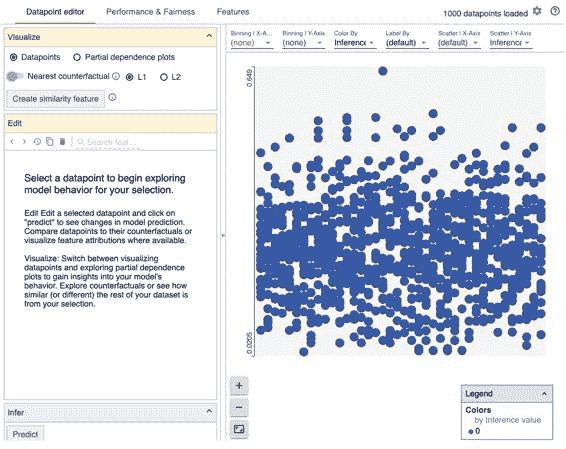 Datapoint editor Performance & Fairness Features 1000 datapoints loaded
Visualize
Datapoints Partial dependence plots
Nearest counterfactual L1 L2
Create similarity feature
Edit
Search feat...
Select a datapoint to begin exploring
model behavior for your selection.
Edit Edit a selected datapoint and click on
"predict" to see changes in model prediction.
Compare datapoints to their counterfactuals or
visualize feature attributions where available.
Visualize: Switch between visualizing
datapoints and exploring partial dependence
plots to gain insights into your model's
behavior. Explore counterfactuals or see how
similar (or different) the rest of your dataset is
from your selection.
Infer
Predict
Binning | X-A... Binning | Y-Axis Color By Label By Scatter | X-Axis Scatter | Y-Axis
(none) (none) Inferenc (default) (default) Inferenc
0.649
0.0205
+
−
Legend
Colors
by Inference value
0